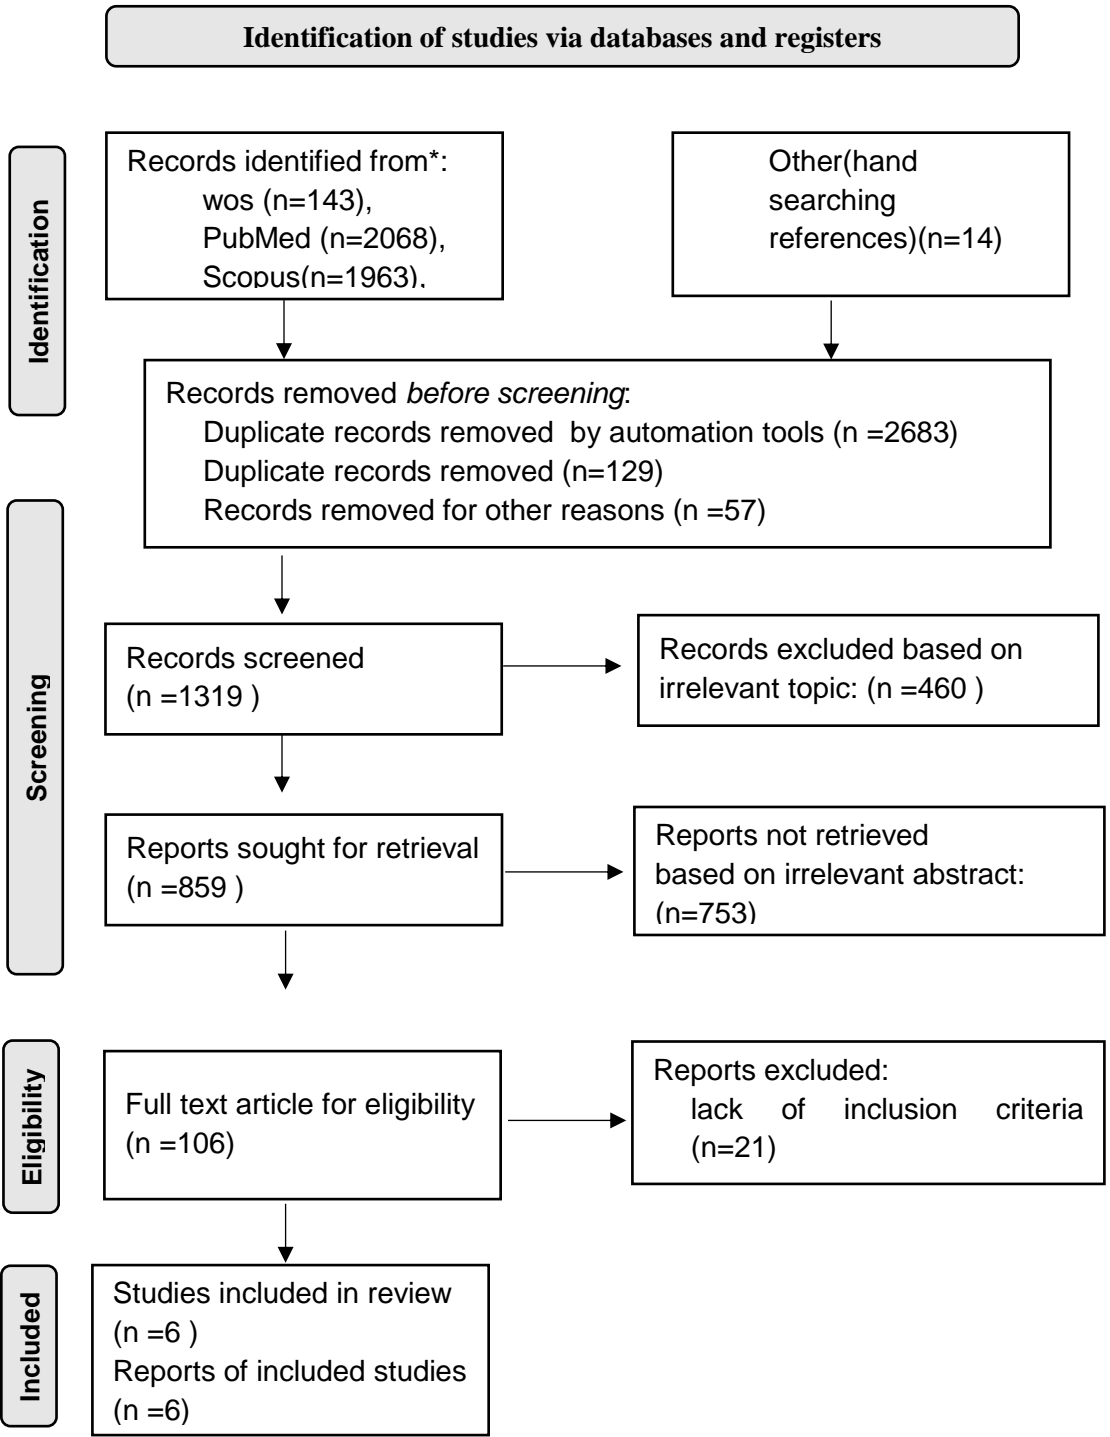 Identification of studies via databases and registers
Identification
Records identified from*:
wos (n=143),
PubMed (n=2068),
Scopus(n=1963),
Other(hand
searching
references)(n=14)
Records removed before screening:
Duplicate records removed  by automation tools (n =2683)
Duplicate records removed (n=129)
Records removed for other reasons (n =57)
Screening
Records screened
(n =1319 )
Records excluded based on
irrelevant topic: (n =460 )
Reports sought for retrieval
(n =859 )
Reports not retrieved
based on irrelevant abstract:
(n=753)
Eligibility
Full text article for eligibility
(n =106)
Reports excluded:
lack of inclusion criteria
(n=21)
Included
Studies included in review
(n =6 )
Reports of included studies
(n =6)